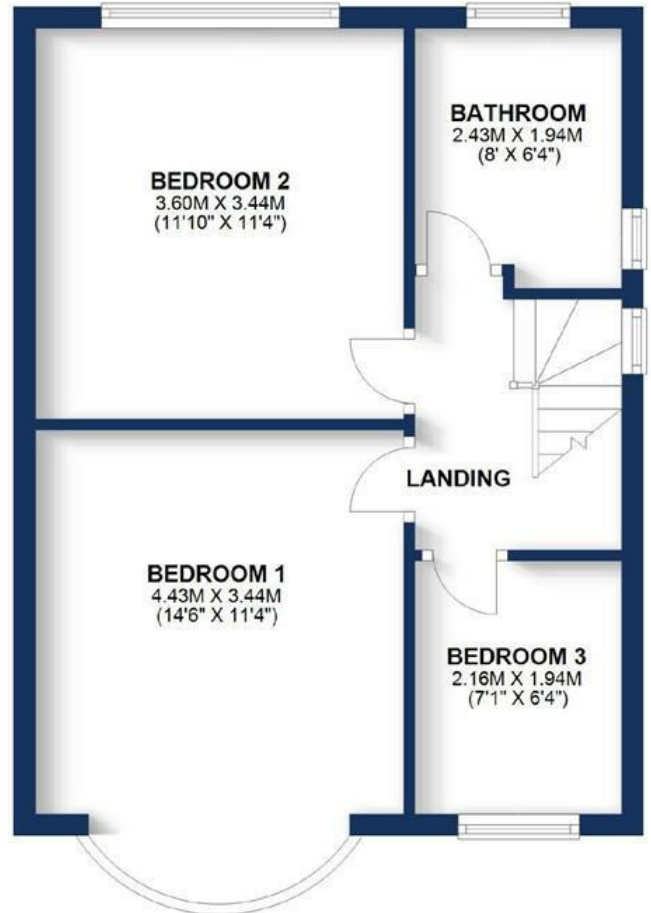 BATHROOM
2.43M X 1.94M
(8' X 6'4")
BEDROOM 2
3.60M X 3.44M
(11'10" X 11'4")
LANDING
BEDROOM 1
4.43M X 3.44M
(14'6" X 11'4")
BEDROOM 3
2.16M X 1.94M
(7'1" X 6'4")